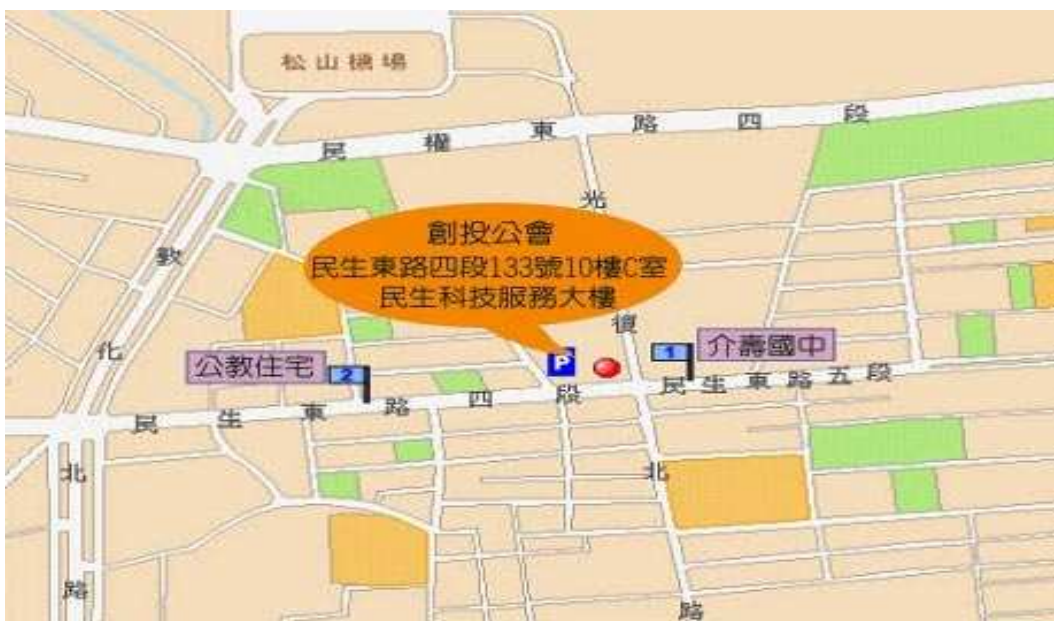 松山機場
民權東路四段
創投公會
民生東路四段133號10樓C室
民生科技服務大樓
P
1
介壽國中
公教住宅
2
民生東路四段
民生東路五段
敦化北路
光復北路